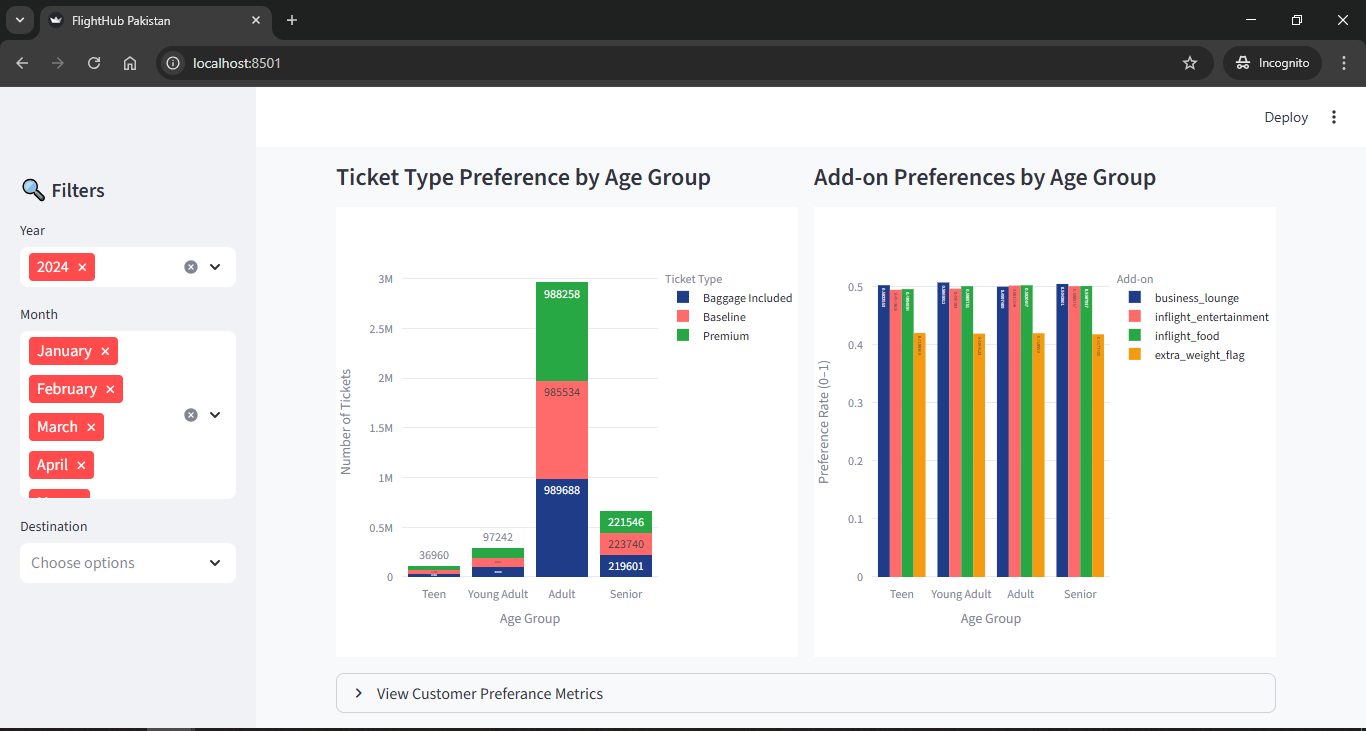 FlightHub Pakistan
localhost:8501
Incognito
Deploy
Filters
Year
2024
Month
January
February
March
April
Destination
Choose options
Ticket Type Preference by Age Group
Number of Tickets
3M
2.5M
2M
1.5M
1M
0.5M
0
36960
97242
988258
985534
989688
221546
223740
219601
Teen
Young Adult
Adult
Senior
Age Group
Ticket Type
Baggage Included
Baseline
Premium
Add-on Preferences by Age Group
Preference Rate (0–1)
0.5
0.4
0.3
0.2
0.1
0
Teen
Young Adult
Adult
Senior
Age Group
Add-on
business_lounge
inflight_entertainment
inflight_food
extra_weight_flag
View Customer Preferance Metrics